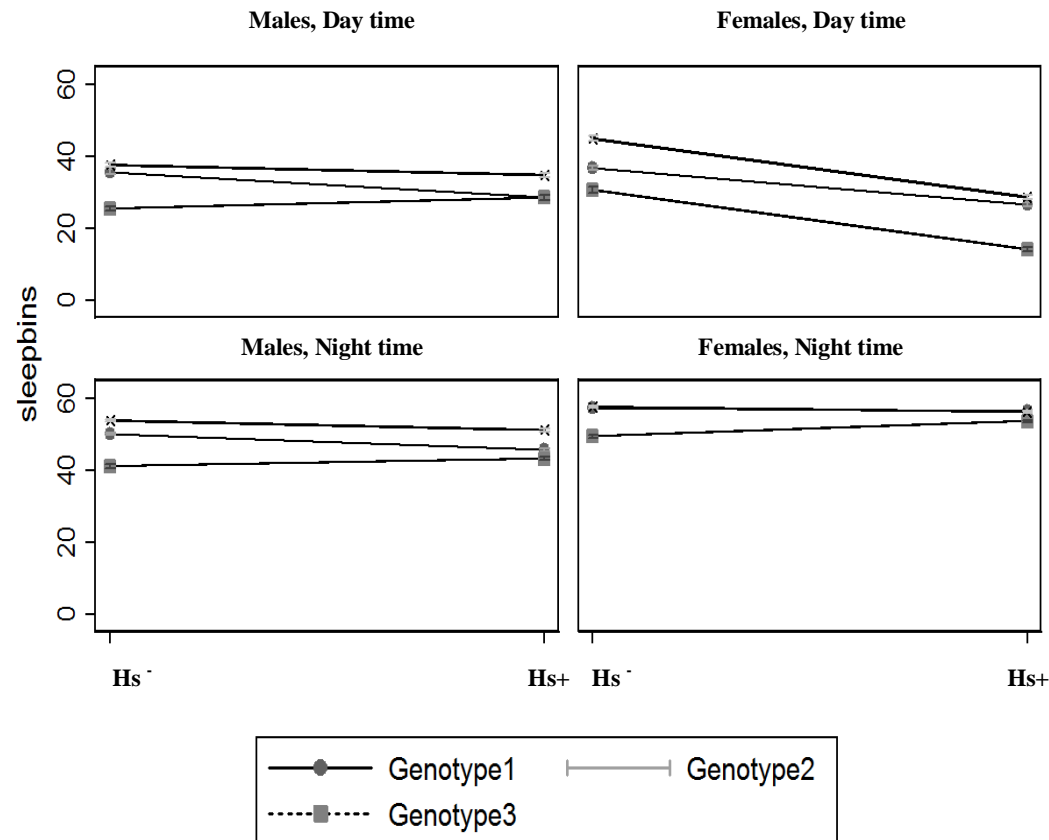 Males, Day time
Females, Day time
60
40
20
0
sleepbins
Males, Night time
Females, Night time
60
40
20
0
Hs -
Hs+
Hs -
Hs+
Genotype1
Genotype2
Genotype3